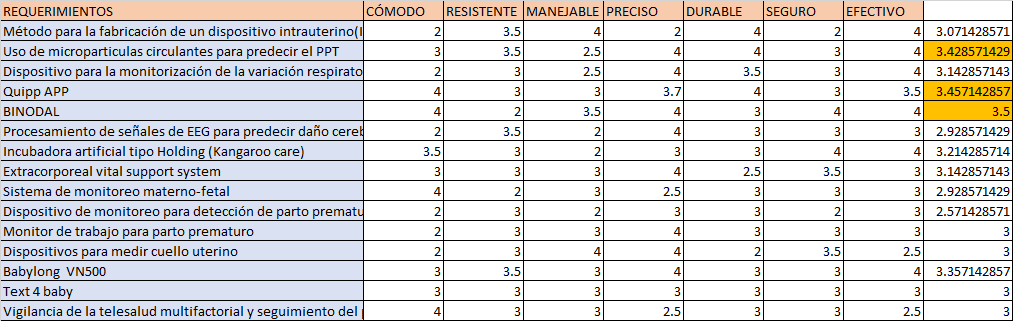 REQUERIMIENTOS CÓMODO RESISTENTE MANEJABLE PRECISO DURABLE SEGURO EFECTIVO
Método para la fabricación de un dispositivo intrauterino(I 2 3.5 4 2 4 2 4 3.071428571
Uso de microparticulas circulantes para predecir el PPT 3 3.5 2.5 4 4 3 4 3.428571429
Dispositivo para la monitorización de la variación respirato 2 3 2.5 4 3.5 3 4 3.142857143
Quipp APP 4 3 3 3.7 4 3 3.5 3.457142857
BINODAL 4 2 3.5 4 3 4 4 3.5
Procesamiento de señales de EEG para predecir daño cereb 2 3.5 2 4 3 3 3 2.928571429
Incubadora artificial tipo Holding (Kangaroo care) 3.5 3 2 3 3 4 4 3.214285714
Extracorporeal vital support system 3 3 3 4 2.5 3.5 3 3.142857143
Sistema de monitoreo materno-fetal 4 2 3 2.5 3 3 3 2.928571429
Dispositivo de monitoreo para detección de parto prematu 2 3 2 3 3 2 3 2.571428571
Monitor de trabajo para parto prematuro 2 3 3 4 3 3 3 3
Dispositivos para medir cuello uterino 2 3 4 4 2 3.5 2.5 3
Babylong VN500 3 3.5 3 4 3 3 4 3.357142857
Text 4 baby 3 3 3 3 3 3 3 3
Vigilancia de la telesalud multifactorial y seguimiento del 4 3 3 2.5 3 3 2.5 3